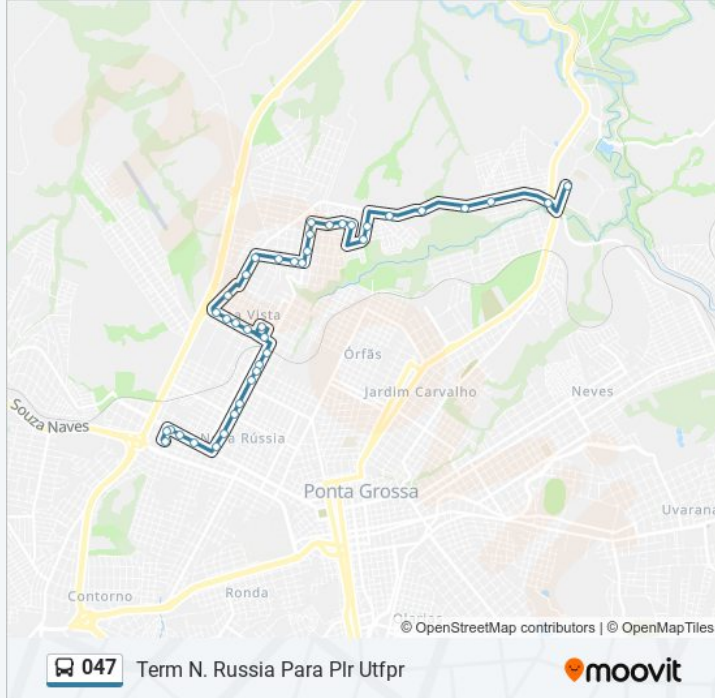 a Vista
Órfãs
Jardim Carvalho
Neves
Souza Naves
Rússia
Ponta Grossa
Uvarana
Contorno
Ronda
© OpenStreetMap contributors | © OpenMapTiles
047 Term N. Russia Para Plr Utfpr
moovit